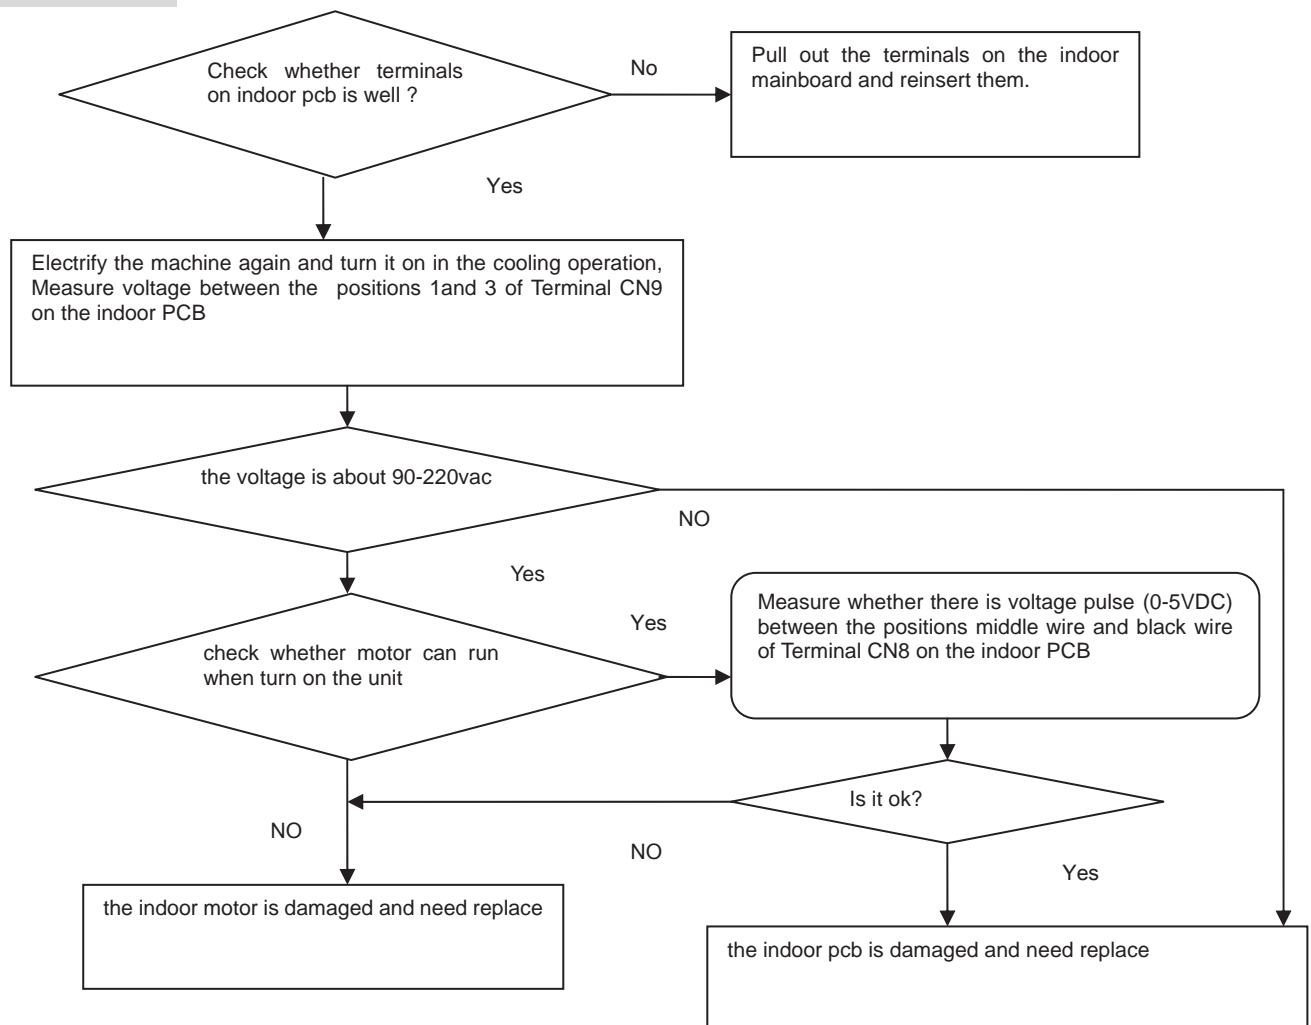 Check whether terminals
on indoor pcb is well ?
No
Pull out the terminals on the indoor
mainboard and reinsert them.
Yes
Electrify the machine again and turn it on in the cooling operation,
Measure voltage between the positions 1and 3 of Terminal CN9
on the indoor PCB
the voltage is about 90-220vac
NO
Yes
check whether motor can run
when turn on the unit
Yes
Measure whether there is voltage pulse (0-5VDC)
between the positions middle wire and black wire
of Terminal CN8 on the indoor PCB
Is it ok?
NO
NO
Yes
the indoor motor is damaged and need replace
the indoor pcb is damaged and need replace